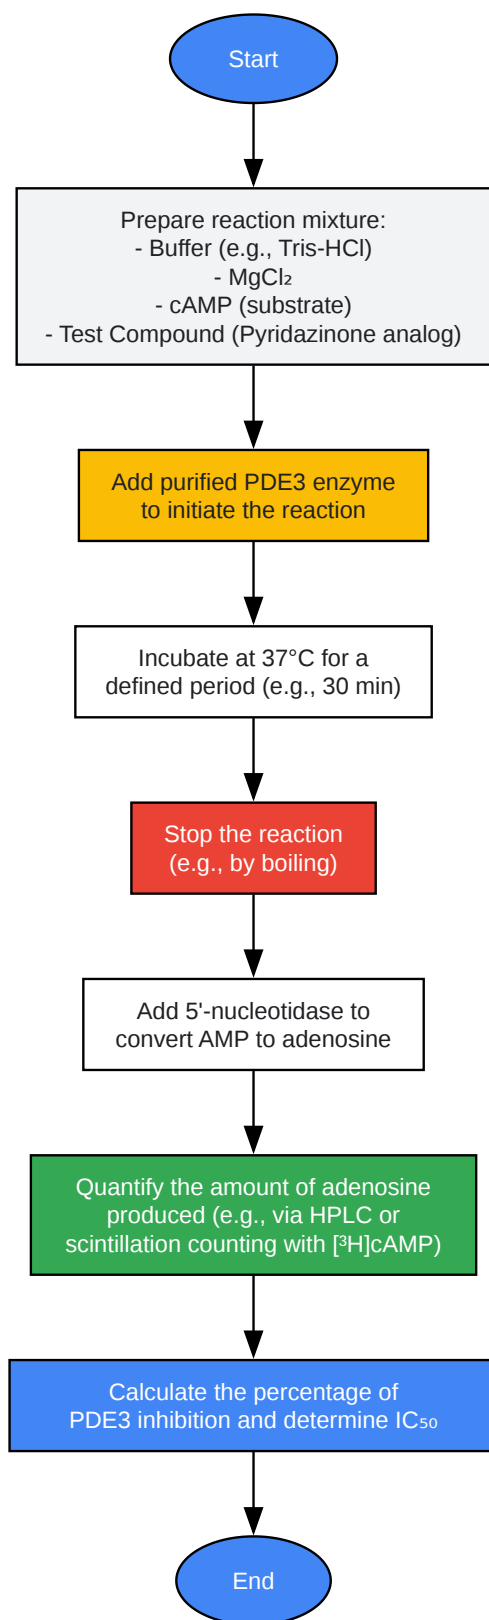 Start
Prepare reaction mixture:
- Buffer (e.g., Tris-HCl)
- MgCl₂
- cAMP (substrate)
- Test Compound (Pyridazinone analog)
Add purified PDE3 enzyme
to initiate the reaction
Incubate at 37°C for a
defined period (e.g., 30 min)
Stop the reaction
(e.g., by boiling)
Add 5'-nucleotidase to
convert AMP to adenosine
Quantify the amount of adenosine
produced (e.g., via HPLC or
scintillation counting with [³H]cAMP)
Calculate the percentage of
PDE3 inhibition and determine IC₅₀
End